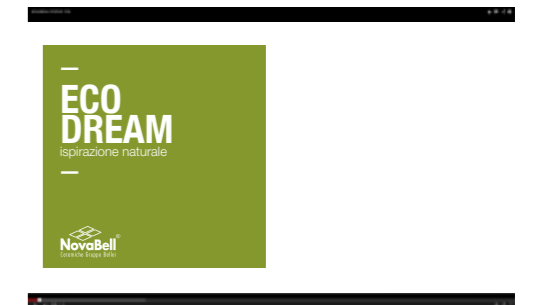 ECO
DREAM
ispirazione naturale
NovaBell®
Ceramiche Gruppo Bellei